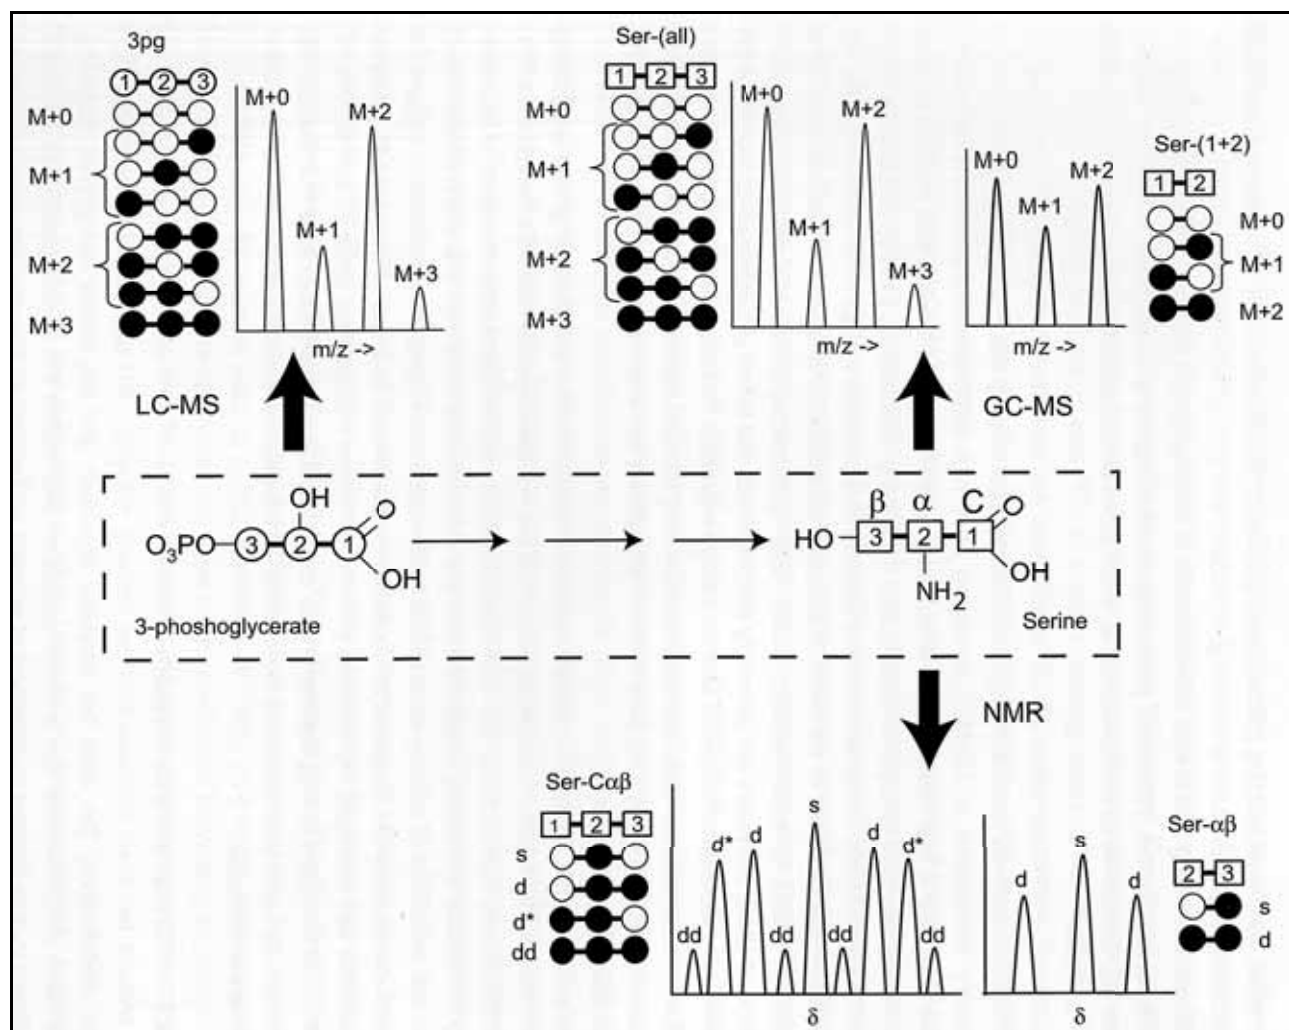 3pg
1 2 3
M+0
M+1
M+2
M+3
M+0
M+1
M+2
M+3
m/z ->
LC-MS
Ser-(all)
1 2 3
M+0
M+1
M+2
M+3
M+0
M+1
M+2
M+3
m/z ->
Ser-(1+2)
1 2
M+0
M+1
M+2
M+0
M+1
M+2
m/z ->
GC-MS
OH
O
O3PO 3 2 1
OH
3-phoshoglycerate
β α C
O
HO 3 2 1
NH2
OH
Serine
NMR
Ser-Cαβ
1 2 3
s
d
d*
dd
dd d* d dd s dd d d* dd
δ
d s d
δ
Ser-αβ
2 3
s
d